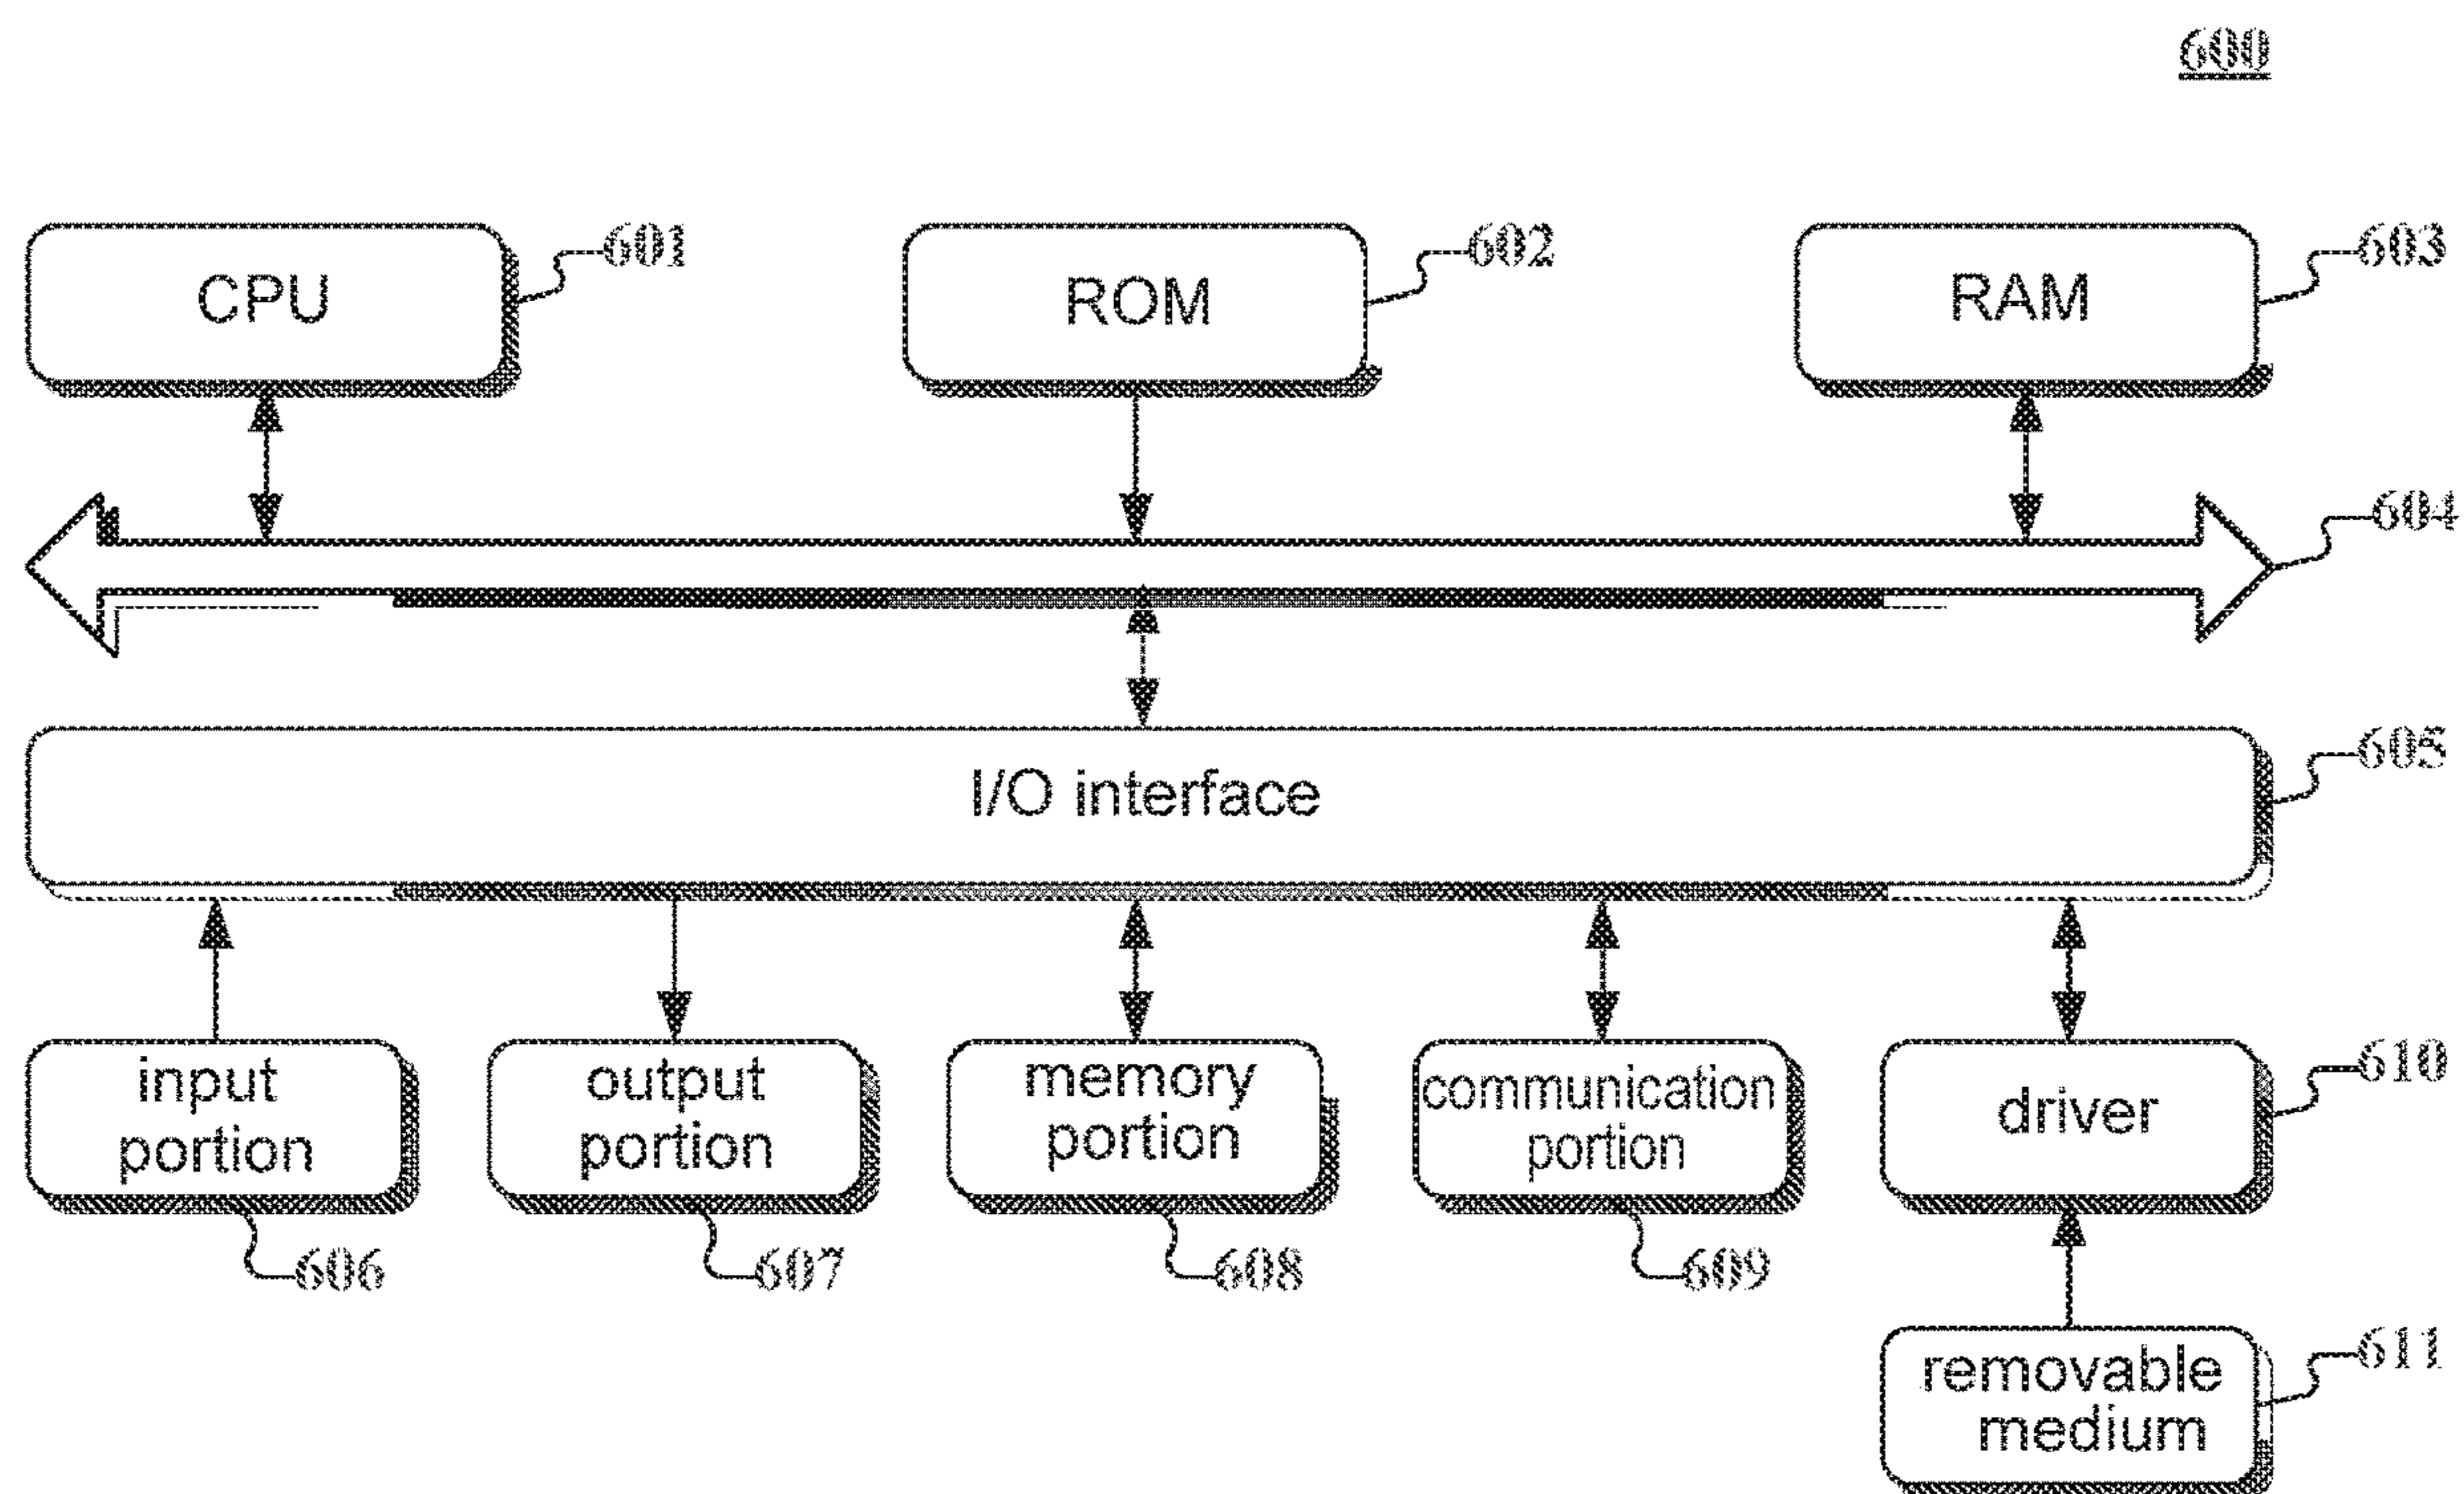 600
CPU
601
ROM
602
RAM
603
604
I/O interface
605
input
portion
output
portion
memory
portion
communication
portion
driver
610
606
607
608
609
removable
medium
611